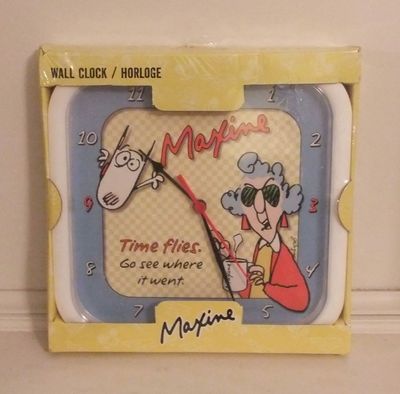 WALL CLOCK / HORLOGE
11
1
10
2
Maxine
9
3
Time flies.
Go see where
it went.
8
4
7
5
Maxine